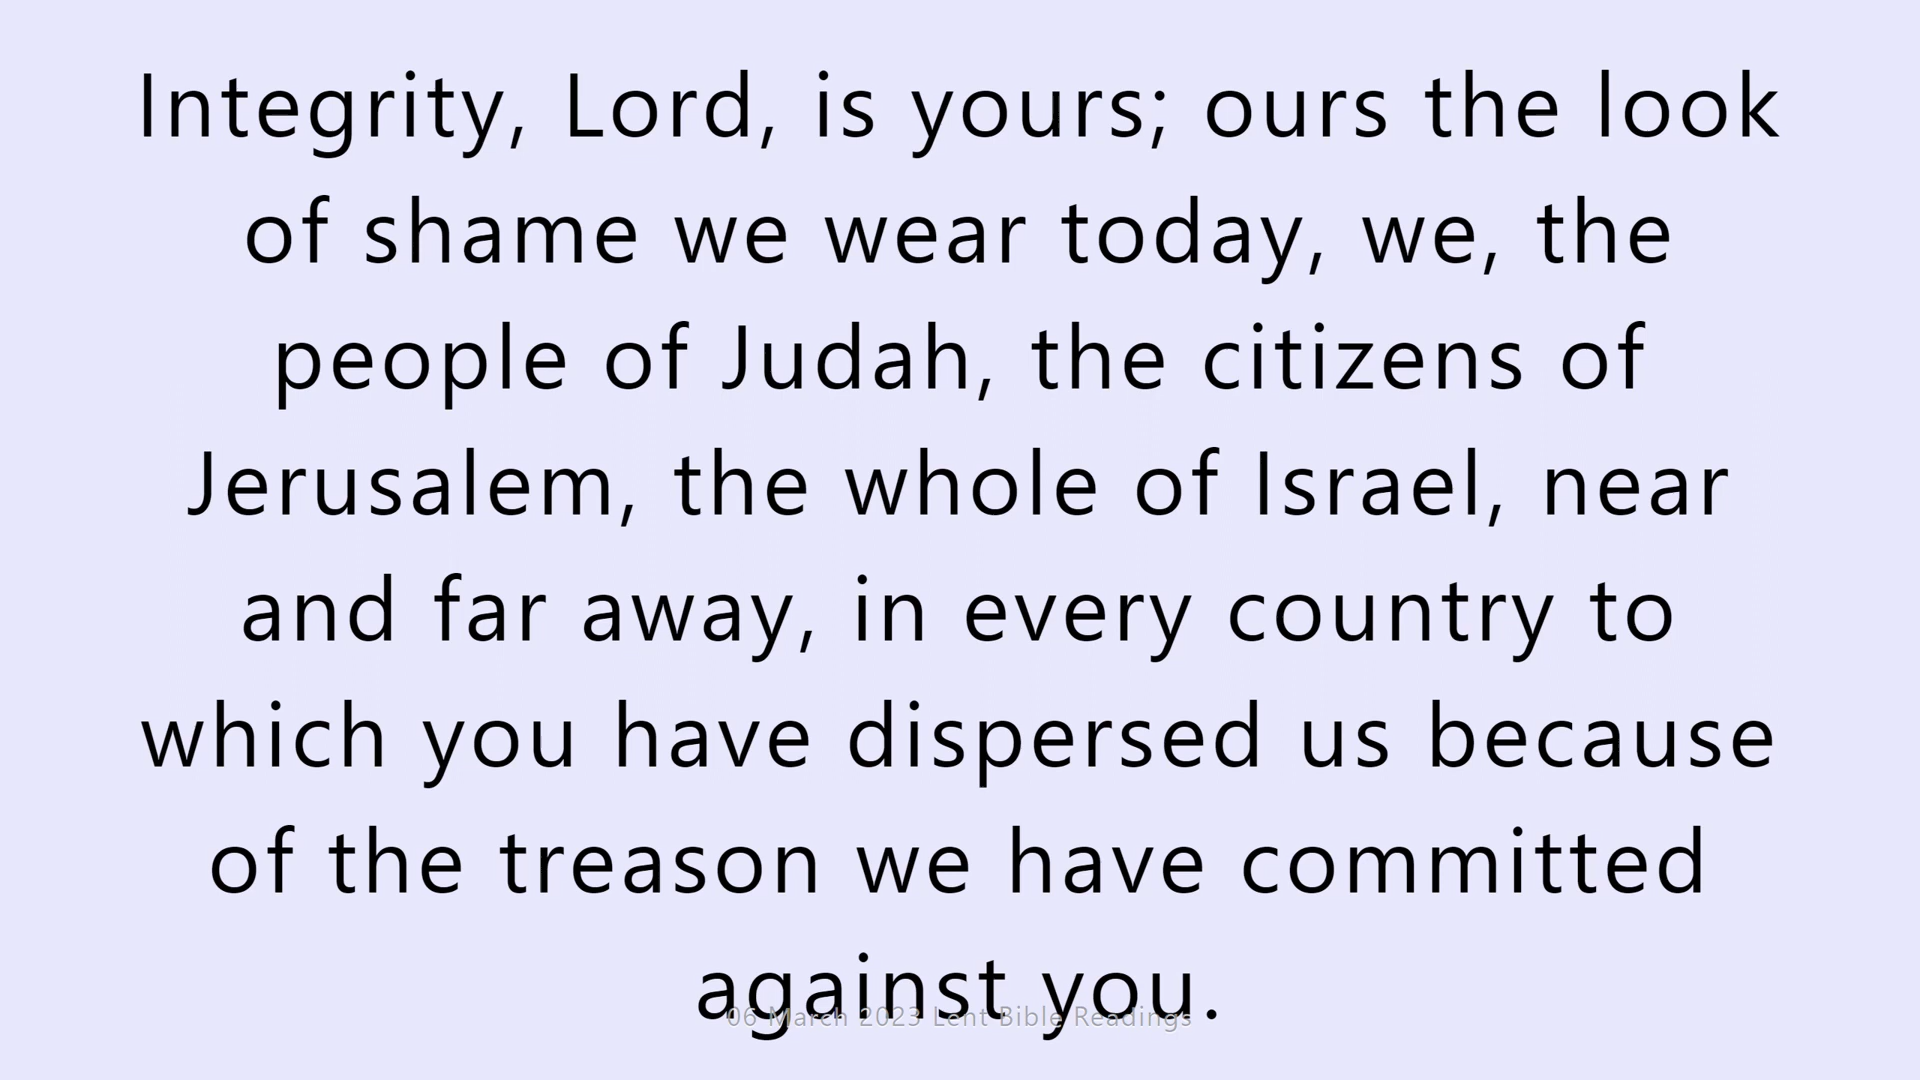 Integrity, Lord, is yours; ours the look
of shame we wear today, we, the
people of Judah, the citizens of
Jerusalem, the whole of Israel, near
and far away, in every country to
which you have dispersed us because
of the treason we have committed
against you.
06 March 2023 Lent Bible Readings